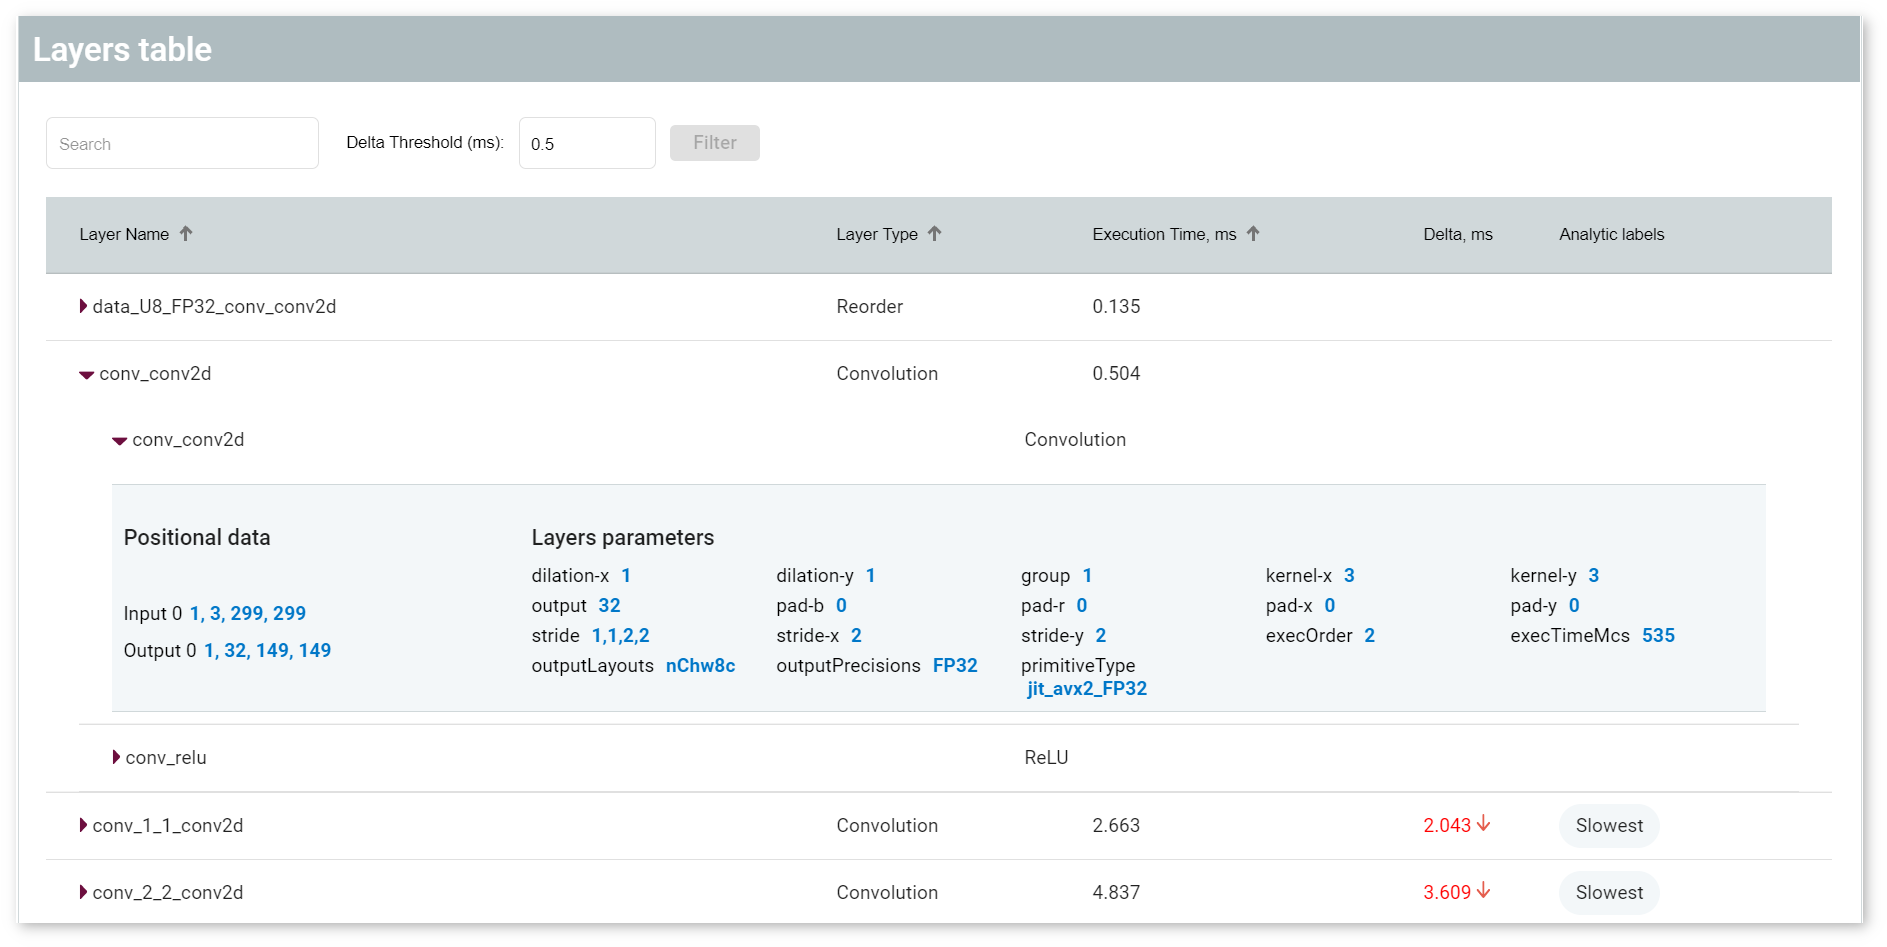 Layers table
Search Delta Threshold (ms): 0.5 Filter
Layer Name Layer Type Execution Time, ms Delta, ms Analytic labels
data_U8_FP32_conv_conv2d Reorder 0.135
conv_conv2d Convolution 0.504
conv_conv2d Convolution
Positional data Layers parameters
dilation-x 1 dilation-y 1 group 1 kernel-x 3 kernel-y 3
Input 0 1, 3, 299, 299 output 32 pad-b 0 pad-r 0 pad-x 0 pad-y 0
Output 0 1, 32, 149, 149 stride 1,1,2,2 stride-x 2 stride-y 2 execOrder 2 execTimeMcs 535
outputLayouts nChw8c outputPrecisions FP32 primitiveType
jit_avx2_FP32
conv_relu ReLU
conv_1_1_conv2d Convolution 2.663 2.043 Slowest
conv_2_2_conv2d Convolution 4.837 3.609 Slowest